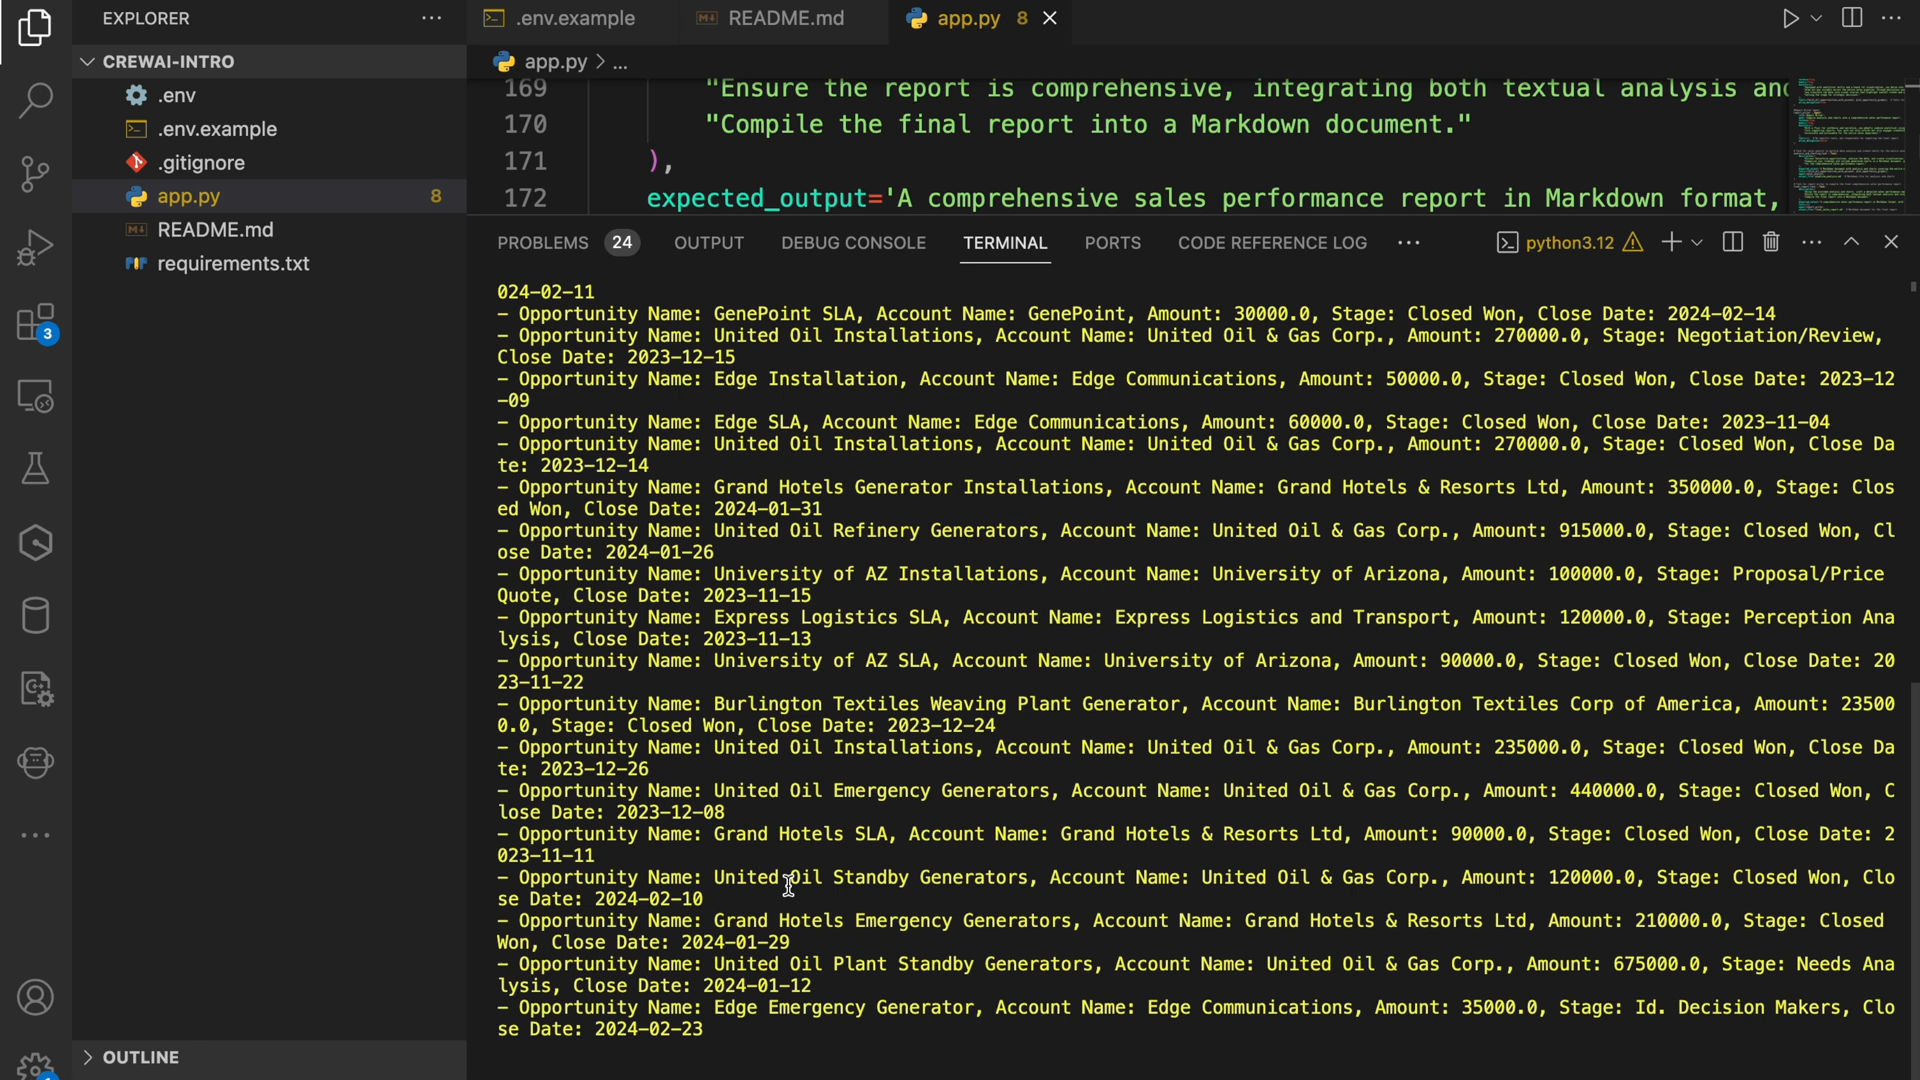 EXPLORER
CREWAI-INTRO
.env
.env.example
.gitignore
app.py 8
README.md
requirements.txt
OUTLINE
3
.env.example README.md app.py 8
app.py > ...
169 "Ensure the report is comprehensive, integrating both textual analysis an
170 "Compile the final report into a Markdown document."
171 ),
172 expected_output='A comprehensive sales performance report in Markdown format,
PROBLEMS 24 OUTPUT DEBUG CONSOLE TERMINAL PORTS CODE REFERENCE LOG ... python3.12
024-02-11
- Opportunity Name: GenePoint SLA, Account Name: GenePoint, Amount: 30000.0, Stage: Closed Won, Close Date: 2024-02-14
- Opportunity Name: United Oil Installations, Account Name: United Oil & Gas Corp., Amount: 270000.0, Stage: Negotiation/Review,
Close Date: 2023-12-15
- Opportunity Name: Edge Installation, Account Name: Edge Communications, Amount: 50000.0, Stage: Closed Won, Close Date: 2023-12
-09
- Opportunity Name: Edge SLA, Account Name: Edge Communications, Amount: 60000.0, Stage: Closed Won, Close Date: 2023-11-04
- Opportunity Name: United Oil Installations, Account Name: United Oil & Gas Corp., Amount: 270000.0, Stage: Closed Won, Close Da
te: 2023-12-14
- Opportunity Name: Grand Hotels Generator Installations, Account Name: Grand Hotels & Resorts Ltd, Amount: 350000.0, Stage: Clos
ed Won, Close Date: 2024-01-31
- Opportunity Name: United Oil Refinery Generators, Account Name: United Oil & Gas Corp., Amount: 915000.0, Stage: Closed Won, Cl
ose Date: 2024-01-26
- Opportunity Name: University of AZ Installations, Account Name: University of Arizona, Amount: 100000.0, Stage: Proposal/Price
Quote, Close Date: 2023-11-15
- Opportunity Name: Express Logistics SLA, Account Name: Express Logistics and Transport, Amount: 120000.0, Stage: Perception Ana
lysis, Close Date: 2023-11-13
- Opportunity Name: University of AZ SLA, Account Name: University of Arizona, Amount: 90000.0, Stage: Closed Won, Close Date: 20
23-11-22
- Opportunity Name: Burlington Textiles Weaving Plant Generator, Account Name: Burlington Textiles Corp of America, Amount: 23500
0.0, Stage: Closed Won, Close Date: 2023-12-24
- Opportunity Name: United Oil Installations, Account Name: United Oil & Gas Corp., Amount: 235000.0, Stage: Closed Won, Close Da
te: 2023-12-26
- Opportunity Name: United Oil Emergency Generators, Account Name: United Oil & Gas Corp., Amount: 440000.0, Stage: Closed Won, C
lose Date: 2023-12-08
- Opportunity Name: Grand Hotels SLA, Account Name: Grand Hotels & Resorts Ltd, Amount: 90000.0, Stage: Closed Won, Close Date: 2
023-11-11
- Opportunity Name: United Oil Standby Generators, Account Name: United Oil & Gas Corp., Amount: 120000.0, Stage: Closed Won, Clo
se Date: 2024-02-10
- Opportunity Name: Grand Hotels Emergency Generators, Account Name: Grand Hotels & Resorts Ltd, Amount: 210000.0, Stage: Closed
Won, Close Date: 2024-01-29
- Opportunity Name: United Oil Plant Standby Generators, Account Name: United Oil & Gas Corp., Amount: 675000.0, Stage: Needs Ana
lysis, Close Date: 2024-01-12
- Opportunity Name: Edge Emergency Generator, Account Name: Edge Communications, Amount: 35000.0, Stage: Id. Decision Makers, Clo
se Date: 2024-02-23